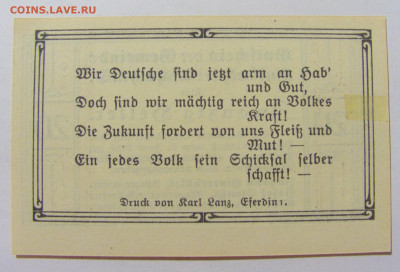 СОІNS.ЛАVЕ.RU
Wir Deutsche sind jetzt arm an Hab'
und Gut,
Doch sind wir mächtig reich an Volkes
Kraft!
Die Zukunft fordert von uns Fleiß und
Mut! —
Ein jedes Volk sein Schicksal selber
schafft! —
Druck von Karl Lanz, Eferding.